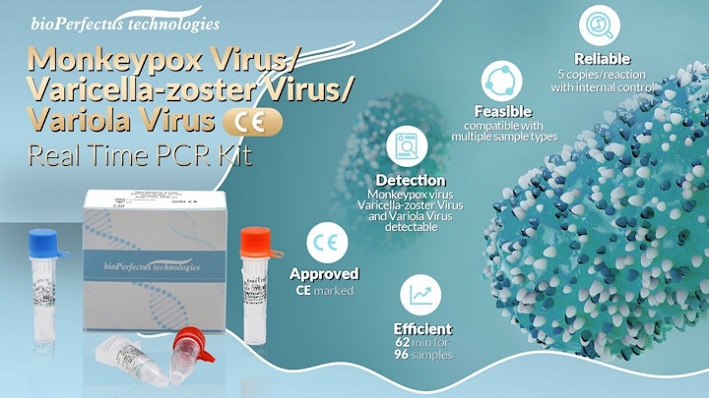 bioPerfectus technologies
Monkeypox Virus/
Varicella-zoster Virus/
Variola Virus CE
Real Time PCR Kit
Reliable
5 copies/reaction
with internal control
Feasible
compatible with
multiple sample types
Detection
Monkeypox virus
Varicella-zoster Virus
and Variola Virus
detectable
CE
Approved
CE marked
Efficient
62 min for
96 samples
bioPerfectus technologies